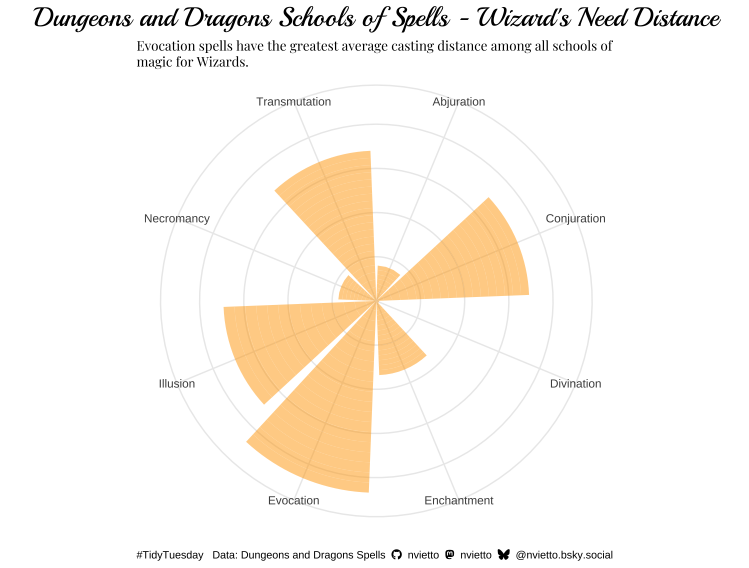 Dungeons and Dragons Schools of Spells - Wizard's Need Distance
Evocation spells have the greatest average casting distance among all schools of
magic for Wizards.
Transmutation
Abjuration
Necromancy
Conjuration
Illusion
Divination
Evocation
Enchantment
#TidyTuesday Data: Dungeons and Dragons Spells nvietto nvietto @nvietto.bsky.social